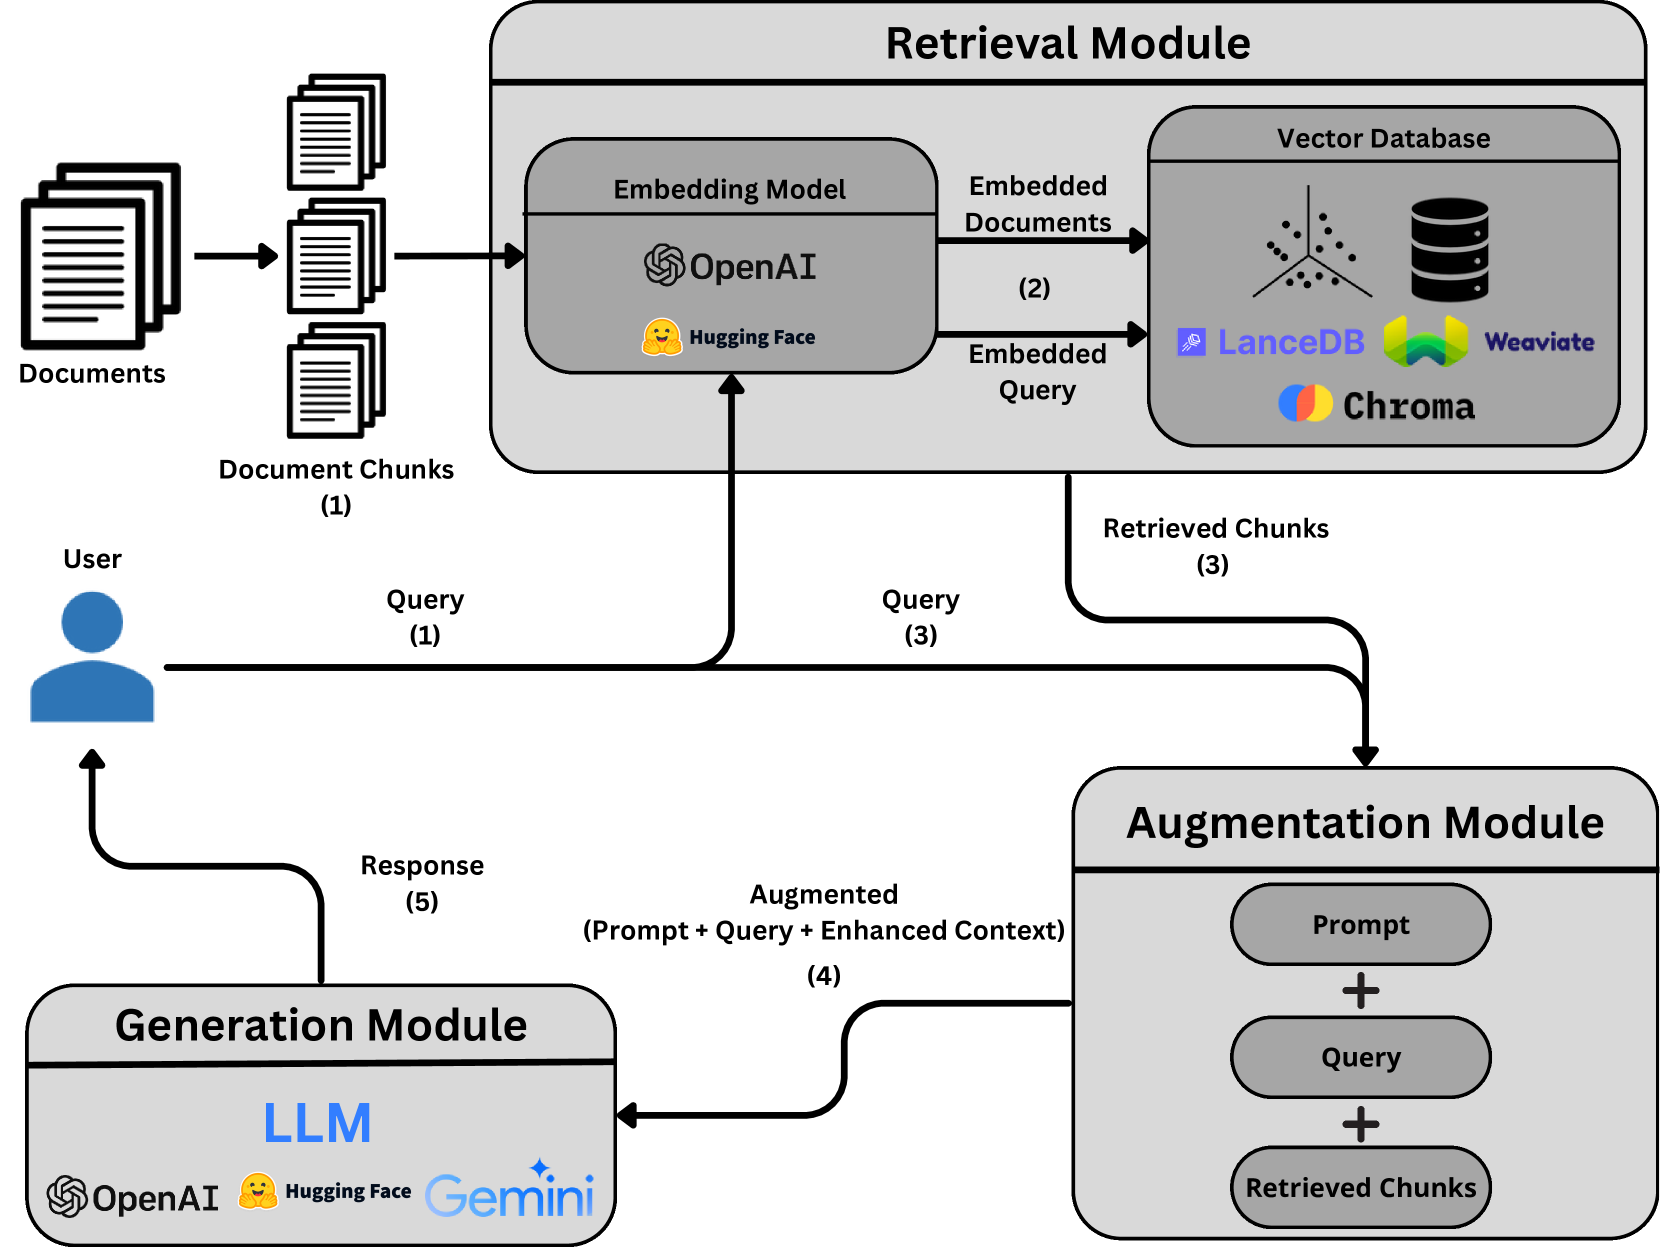 Retrieval Module
Vector Database
Embedding Model
Embedded
Documents
OpenAI
(2)
Hugging Face
LanceDB
Weaviate
Embedded
Query
Chroma
Documents
Document Chunks
(1)
Retrieved Chunks
(3)
User
Query
(1)
Query
(3)
Augmentation Module
Response
(5)
Augmented
(Prompt + Query + Enhanced Context)
(4)
Prompt
+
Query
+
Retrieved Chunks
Generation Module
LLM
OpenAI
Hugging Face
Gemini